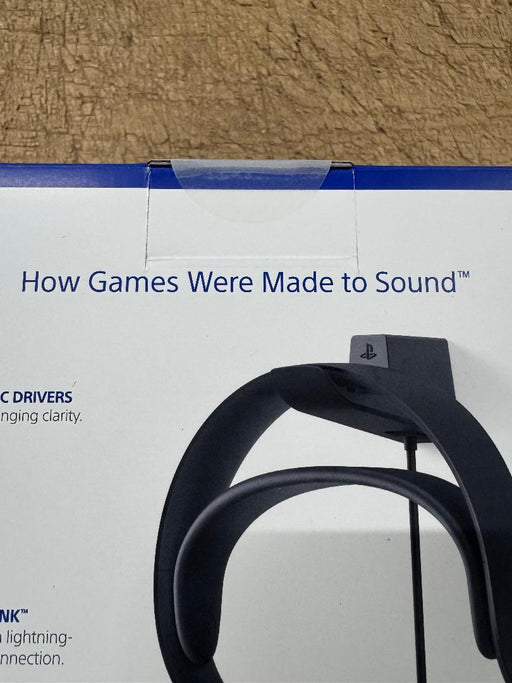 How Games Were Made to Sound™
C DRIVERS
nging clarity.
NK™
lightning-
nnection.